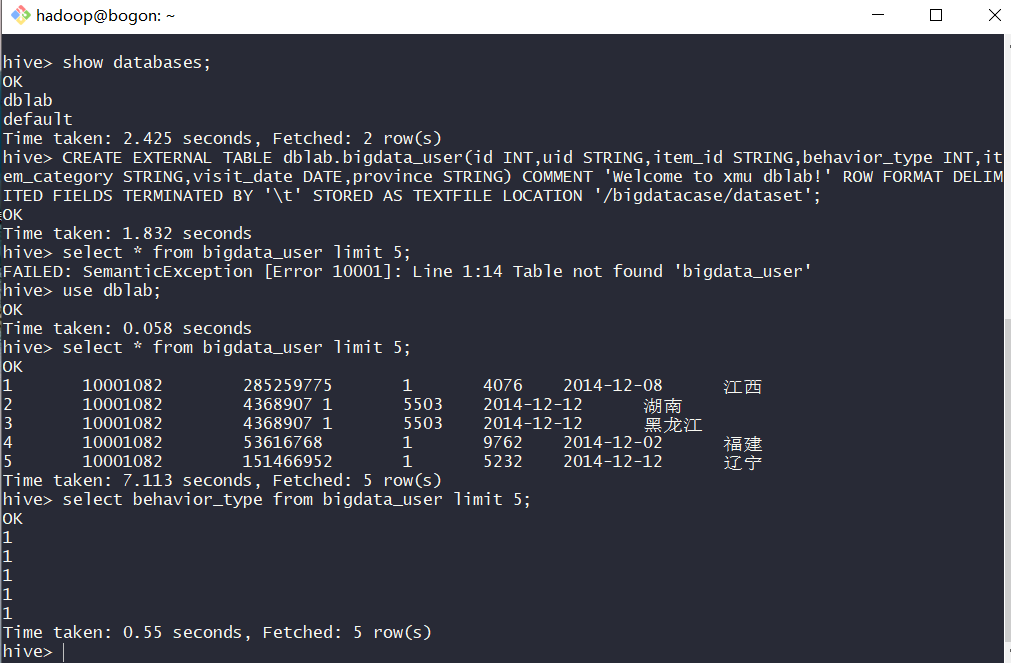 hadoop@bogon: ~
hive> show databases;
OK
dblab
default
Time taken: 2.425 seconds, Fetched: 2 row(s)
hive> CREATE EXTERNAL TABLE dblab.bigdata_user(id INT,uid STRING,item_id STRING,behavior_type INT,it
em_category STRING,visit_date DATE,province STRING) COMMENT 'Welcome to xmu dblab!' ROW FORMAT DELIM
ITED FIELDS TERMINATED BY '\t' STORED AS TEXTFILE LOCATION '/bigdatacase/dataset';
OK
Time taken: 1.832 seconds
hive> select * from bigdata_user limit 5;
FAILED: SemanticException [Error 10001]: Line 1:14 Table not found 'bigdata_user'
hive> use dblab;
OK
Time taken: 0.058 seconds
hive> select * from bigdata_user limit 5;
OK
1       10001082        285259775       1       4076    2014-12-08      江西
2       10001082        4368907 1       5503    2014-12-12      湖南
3       10001082        4368907 1       5503    2014-12-12      黑龙江
4       10001082        53616768        1       9762    2014-12-02      福建
5       10001082        151466952       1       5232    2014-12-12      辽宁
Time taken: 7.113 seconds, Fetched: 5 row(s)
hive> select behavior_type from bigdata_user limit 5;
OK
1
1
1
1
1
Time taken: 0.55 seconds, Fetched: 5 row(s)
hive>